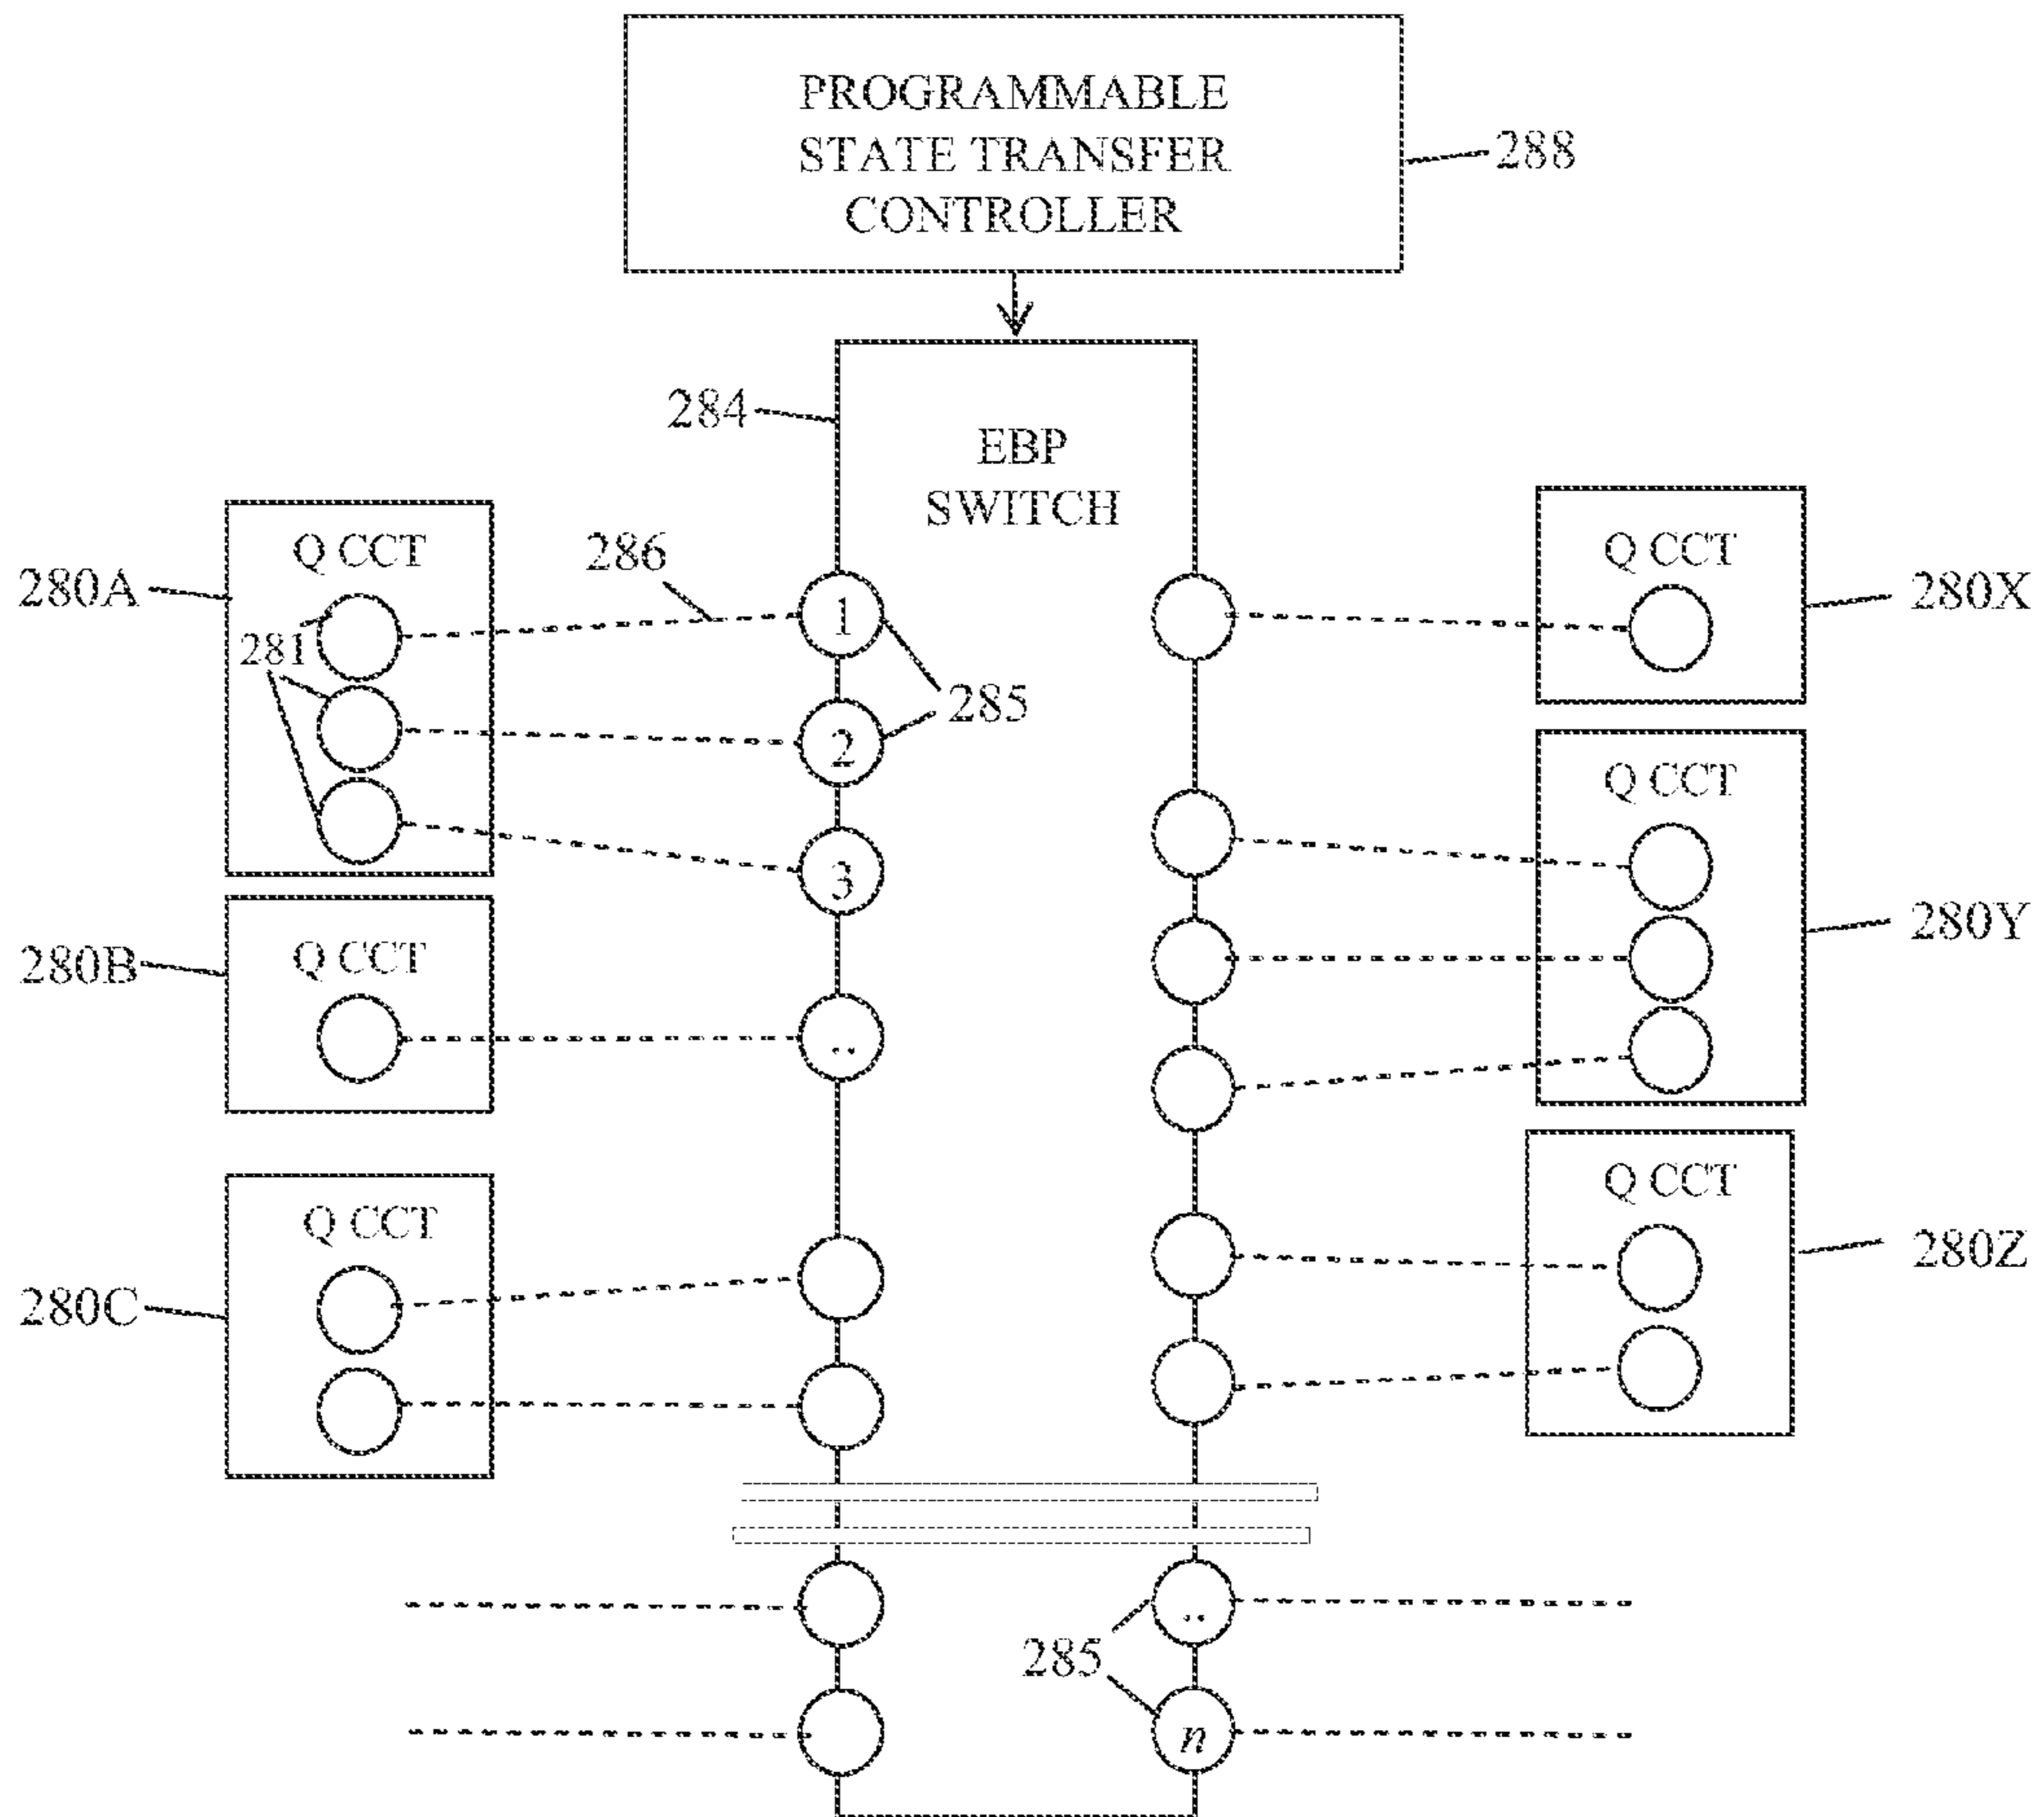 PROGRAMMABLE
STATE TRANSFER
CONTROLLER
288
284
EBP
SWITCH
Q CCT
286
Q CCT
280A
1
280X
281
285
2
Q CCT
3
280B
Q CCT
280Y
..
Q CCT
Q CCT
280C
280Z
..
285
n